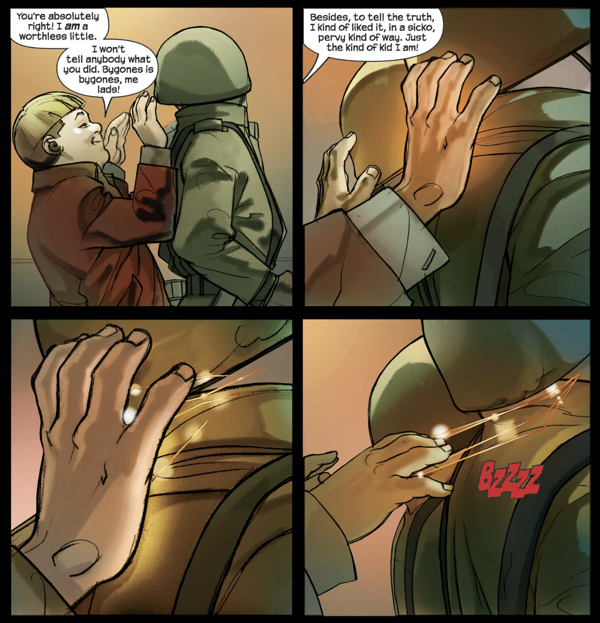 You're absolutely
right! I am a
worthless little.
I won't
tell anybody what
you did. Bygones is
bygones, me
lads!
Besides, to tell the truth,
I kind of liked it, in a sicko,
pervy kind of way. Just
the kind of kid I am!
BZZZZ